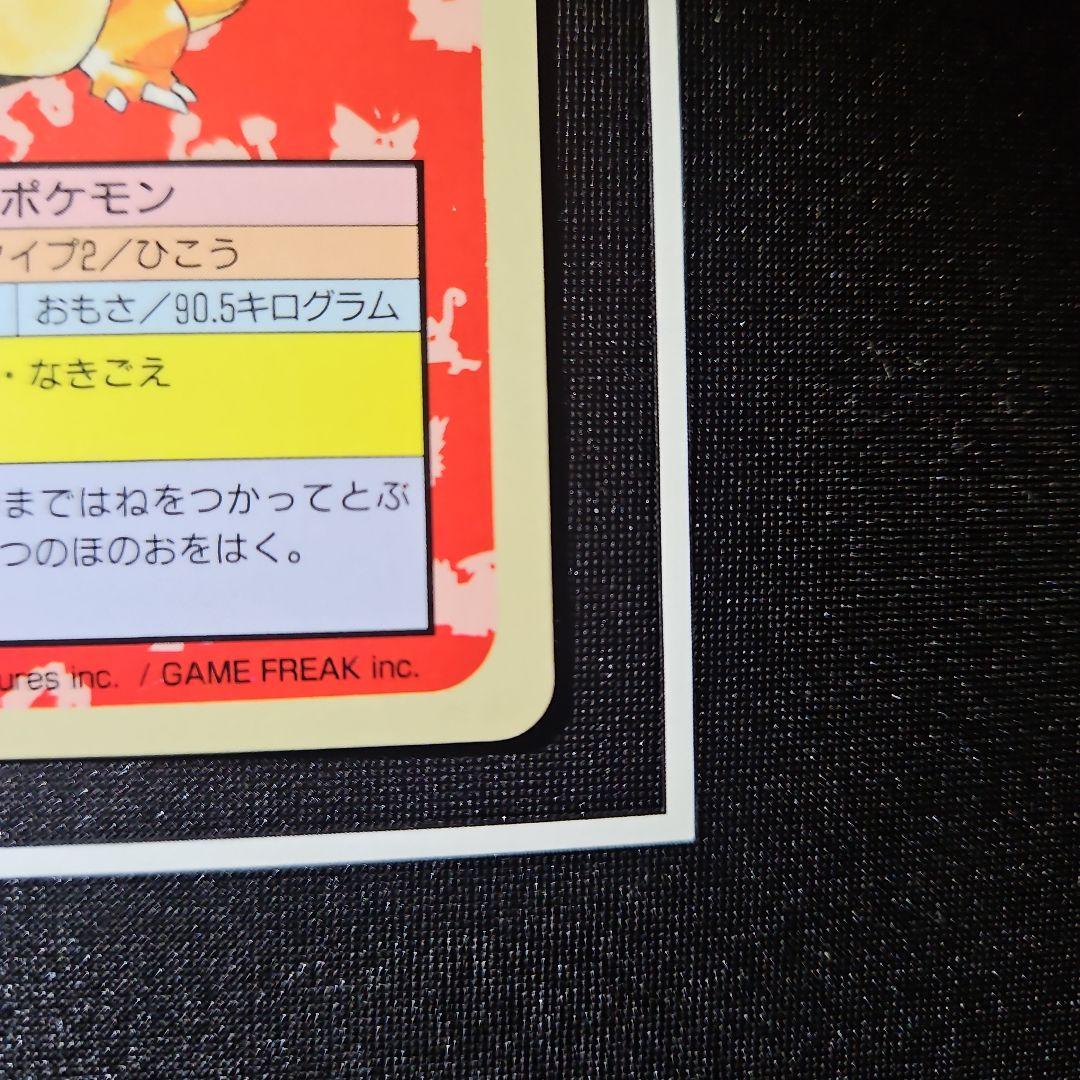 ポケモン
タイプ2／ひこう
おもさ／90.5キログラム
・なきごえ
まではねをつかってとぶ
つのほのおをはく。
ures inc. / GAME FREAK inc.